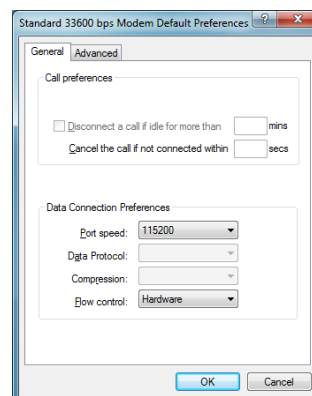 Standard 33600 bps Modem Default Preferences
General Advanced
Call preferences
Disconnect a call if idle for more than mins
Cancel the call if not connected within secs
Data Connection Preferences
Port speed: 115200
Data Protocol:
Compression:
Flow control: Hardware
OK Cancel